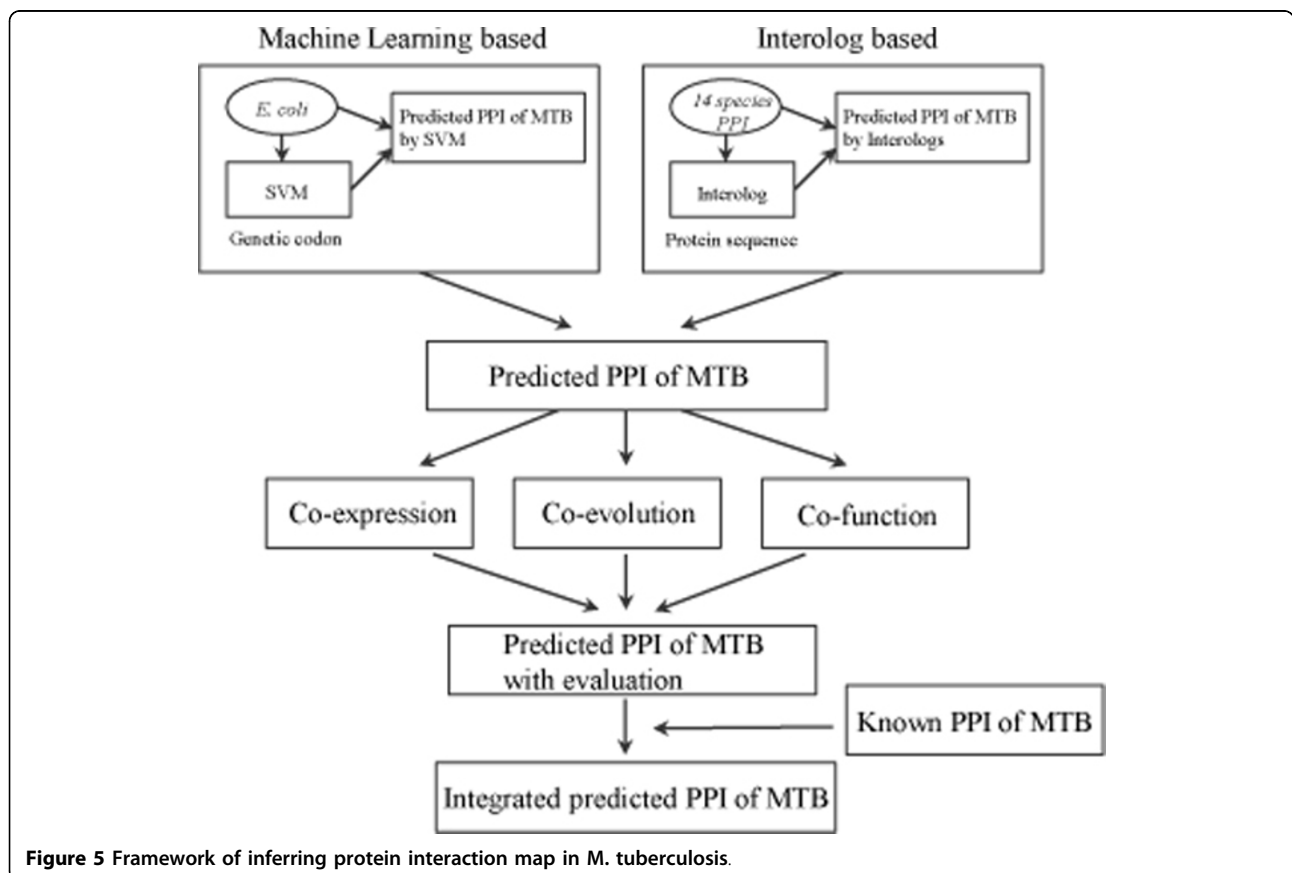 Machine Learning based
Interolog based
E. coli
Predicted PPI of MTB
by SVM
SVM
Genetic codon
14 species
PPI
Predicted PPI of MTB
by Interologs
Interolog
Protein sequence
Predicted PPI of MTB
Co-expression
Co-evolution
Co-function
Predicted PPI of MTB
with evaluation
Known PPI of MTB
Integrated predicted PPI of MTB
Figure 5 Framework of inferring protein interaction map in M. tuberculosis.